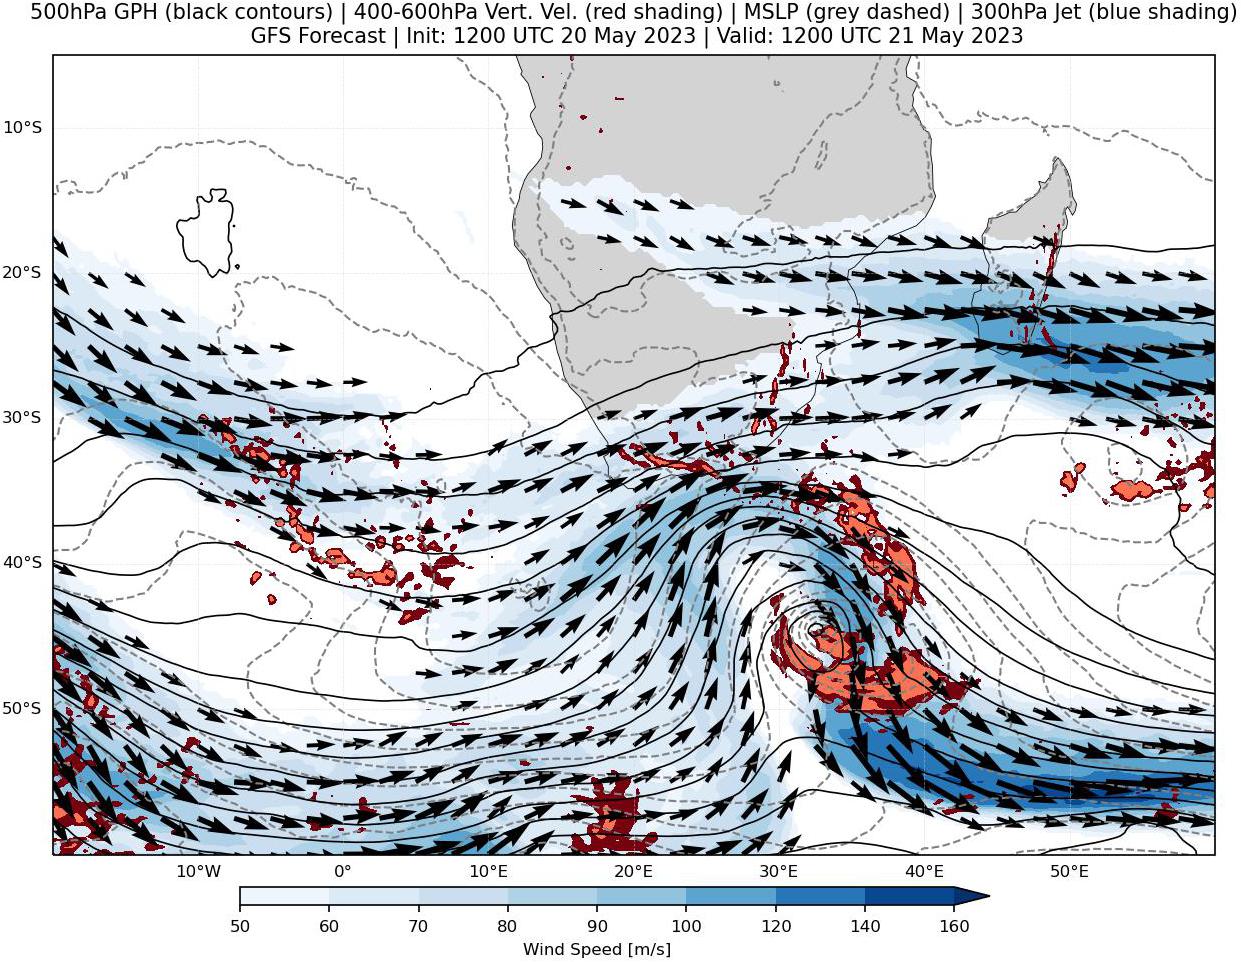 500hPa GPH (black contours) | 400-600hPa Vert. Vel. (red shading) | MSLP (grey dashed) | 300hPa Jet (blue shading)
GFS Forecast | Init: 1200 UTC 20 May 2023 | Valid: 1200 UTC 21 May 2023
10°S
20°S
30°S
40°S
50°S
10°W 0° 10°E 20°E 30°E 40°E 50°E
50 60 70 80 90 100 120 140 160
Wind Speed [m/s]